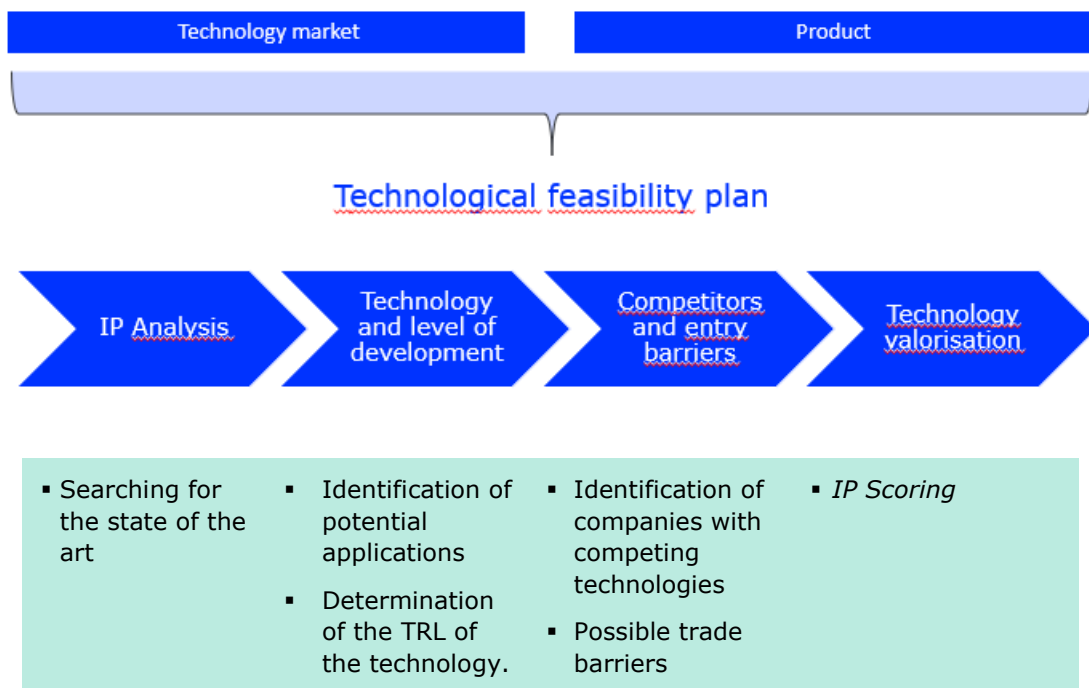 Technology market
Product
Technological feasibility plan
IP Analysis
Technology
and level of
development
Competitors
and entry
barriers
Technology
valorisation
▪ Searching for
the state of the
art
▪ Identification of
potential
applications
▪ Determination
of the TRL of
the technology.
▪ Identification of
companies with
competing
technologies
▪ Possible trade
barriers
▪ IP Scoring